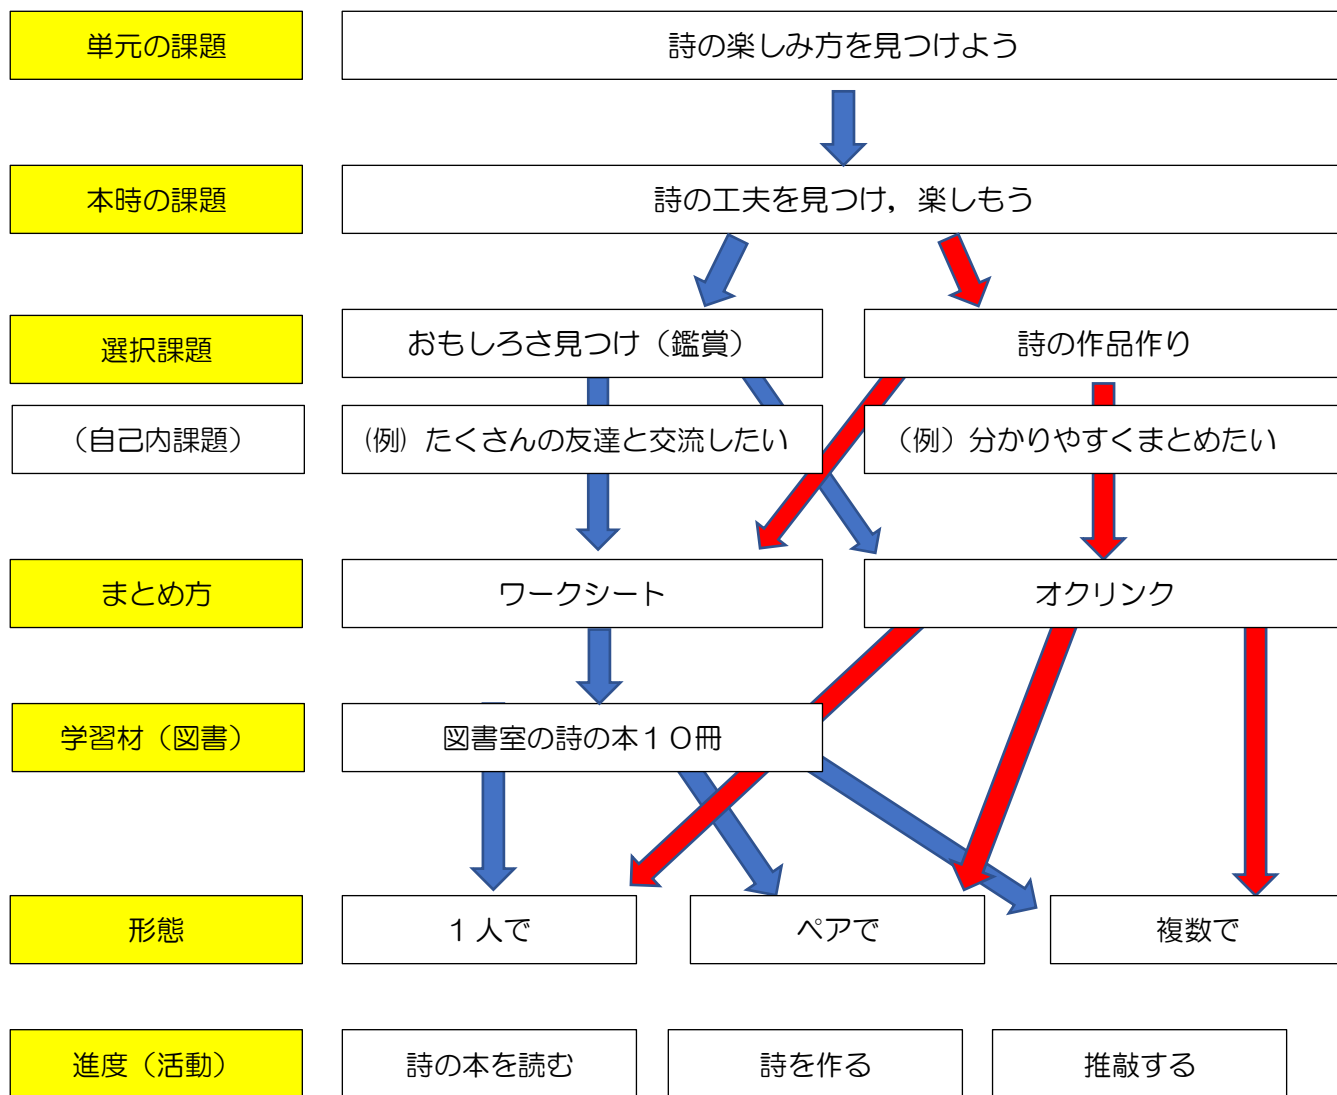 単元の課題
詩の楽しみ方を見つけよう
本時の課題
詩の工夫を見つけ，楽しもう
選択課題
おもしろさ見つけ（鑑賞）
詩の作品作り
（自己内課題）
(例）たくさんの友達と交流したい
（例）分かりやすくまとめたい
まとめ方
ワークシート
オクリンク
学習材（図書）
図書室の詩の本１０冊
形態
１人で
ペアで
複数で
進度（活動）
詩の本を読む
詩を作る
推敲する